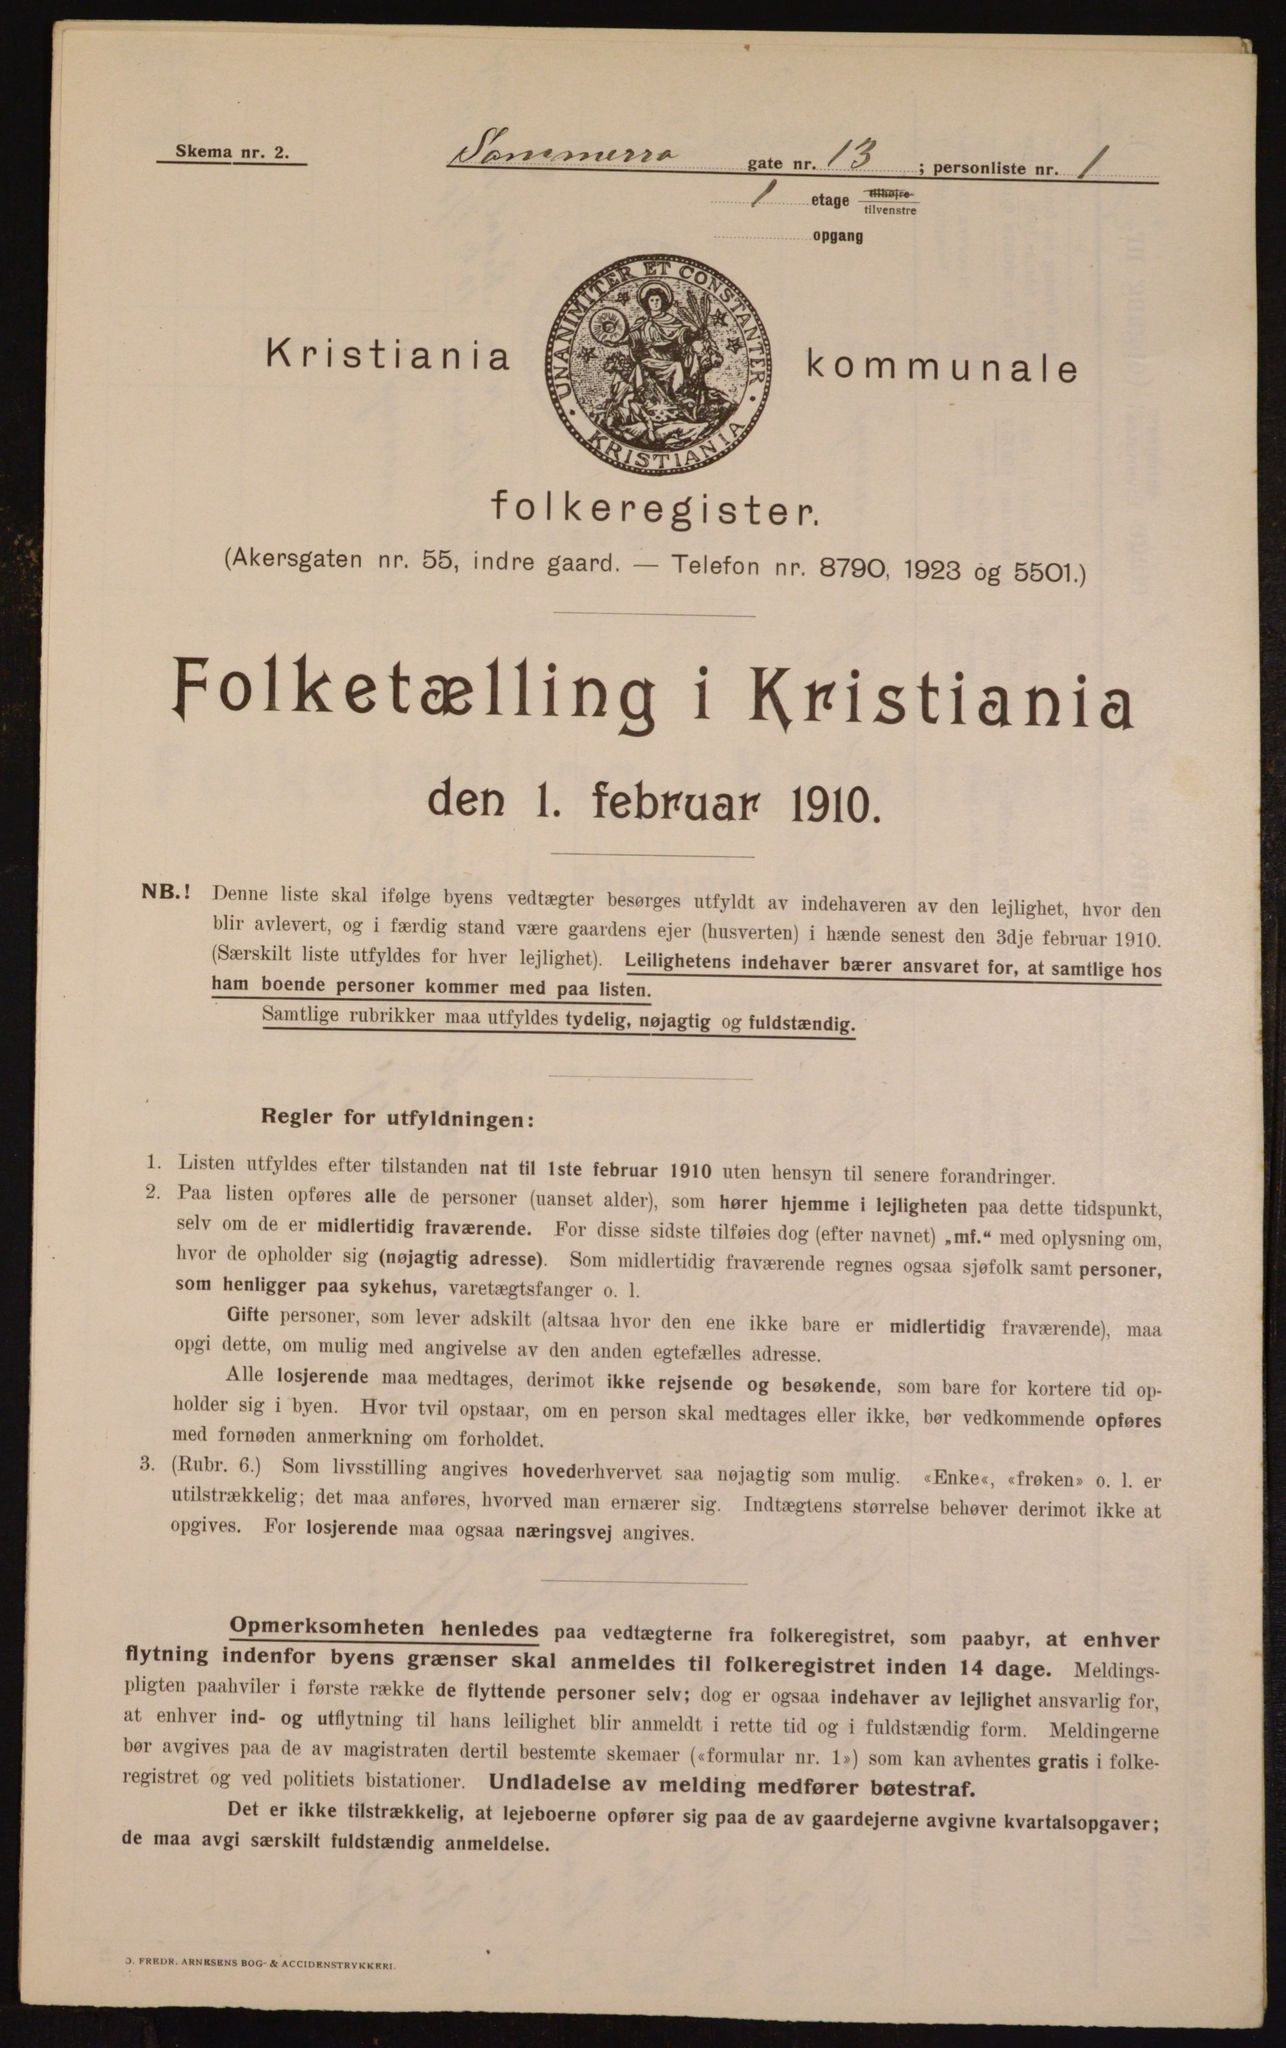 Skema nr. 2.
Sommerro gate nr. 13 ; personliste nr. 1
1 etage tilhøjre
tilvenstre
opgang
UNANIMITER ET CONSTANTER
KRISTIANIA
Kristiania kommunale
folkeregister.
(Akersgaten nr. 55, indre gaard. — Telefon nr. 8790, 1923 og 5501.)
Folketælling i Kristiania
den 1. februar 1910.
NB.! Denne liste skal ifølge byens vedtægter besørges utfyldt av indehaveren av den lejlighet, hvor den
blir avlevert, og i færdig stand være gaardens ejer (husverten) i hænde senest den 3dje februar 1910.
(Særskilt liste utfyldes for hver lejlighet). Leilighetens indehaver bærer ansvaret for, at samtlige hos
ham boende personer kommer med paa listen.
Samtlige rubrikker maa utfyldes tydelig, nøjagtig og fuldstændig.
Regler for utfyldningen:
1. Listen utfyldes efter tilstanden nat til 1ste februar 1910 uten hensyn til senere forandringer.
2. Paa listen opføres alle de personer (uanset alder), som hører hjemme i lejligheten paa dette tidspunkt,
selv om de er midlertidig fraværende. For disse sidste tilføies dog (efter navnet) „mf.“ med oplysning om,
hvor de opholder sig (nøjagtig adresse). Som midlertidig fraværende regnes ogsaa sjøfolk samt personer,
som henligger paa sykehus, varetægtsfanger o. l.
Gifte personer, som lever adskilt (altsaa hvor den ene ikke bare er midlertidig fraværende), maa
opgi dette, om mulig med angivelse av den anden egtefælles adresse.
Alle losjerende maa medtages, derimot ikke rejsende og besøkende, som bare for kortere tid op-
holder sig i byen. Hvor tvil opstaar, om en person skal medtages eller ikke, bør vedkommende opføres
med fornøden anmerkning om forholdet.
3. (Rubr. 6.) Som livsstilling angives hovederhvervet saa nøjagtig som mulig. «Enke«, «frøken» o. l. er
utilstrækkelig; det maa anføres, hvorved man ernærer sig. Indtægtens størrelse behøver derimot ikke at
opgives. For losjerende maa ogsaa næringsvej angives.
Opmerksomheten henledes paa vedtægterne fra folkeregistret, som paabyr, at enhver
flytning indenfor byens grænser skal anmeldes til folkeregistret inden 14 dage. Meldings-
pligten paahviler i første række de flyttende personer selv; dog er ogsaa indehaver av lejlighet ansvarlig for,
at enhver ind- og utflytning til hans leilighet blir anmeldt i rette tid og i fuldstændig form. Meldingerne
bør avgives paa de av magistraten dertil bestemte skemaer («formular nr. 1») som kan avhentes gratis i folke-
registret og ved politiets bistationer. Undladelse av melding medfører bøtestraf.
Det er ikke tilstrækkelig, at lejeboerne opfører sig paa de av gaardejerne avgivne kvartalsopgaver;
de maa avgi særskilt fuldstændig anmeldelse.
O. FREDR. ARNESENS BOG- & ACCIDENSTRYKKERI.